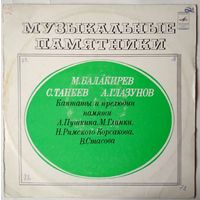 МУЗЫКАЛЬНЫЕ
ПАМЯТНИКИ
М. БАЛАКИРЕВ
С. ТАНЕЕВ А. ГЛАЗУНОВ
Кантаты и прелюдии
памяти
А. Пушкина, М. Глинки,
Н. Римского-Корсакова,
В. Стасова